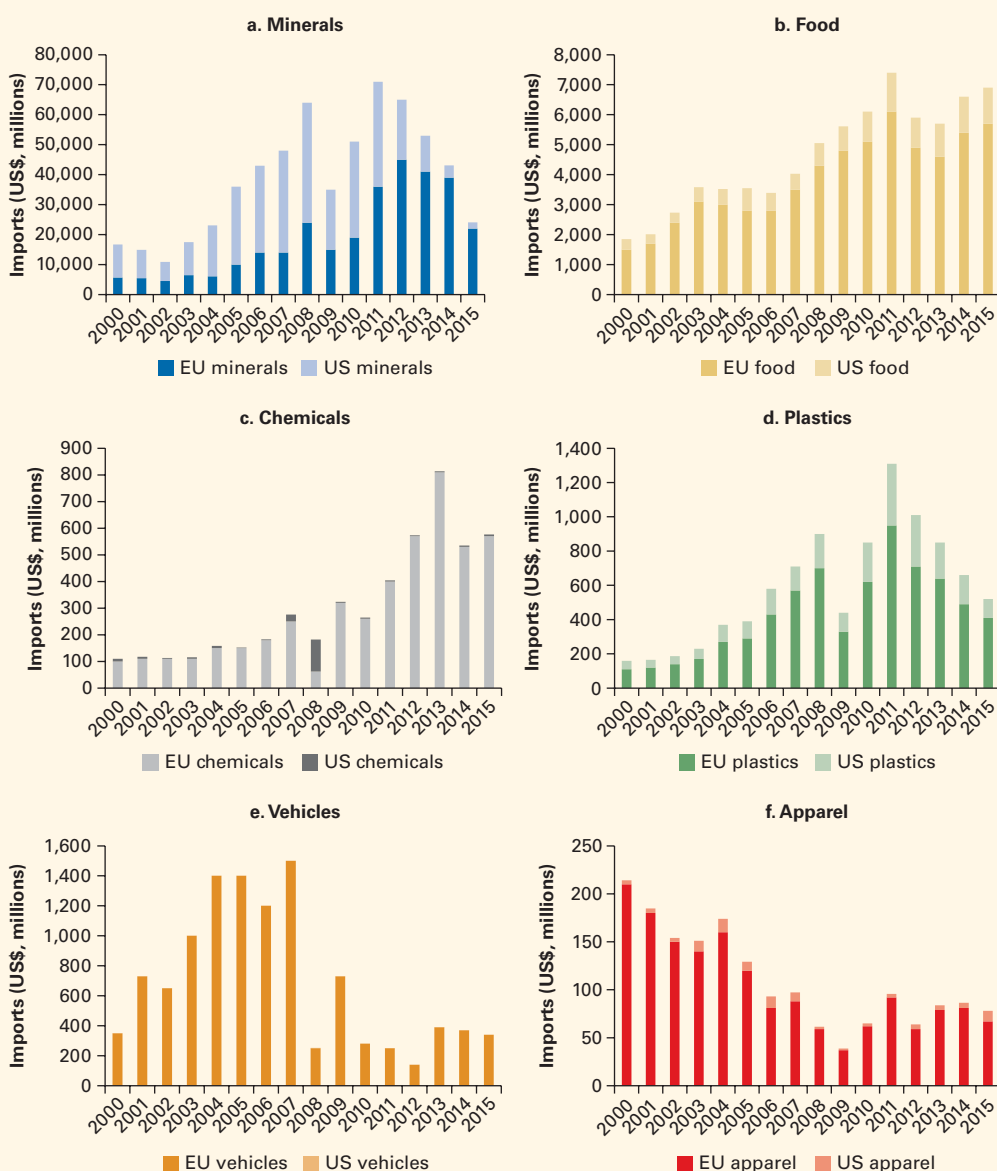 a. Minerals
Imports (US$, millions)
80,000
70,000
60,000
50,000
40,000
30,000
20,000
10,000
0
2000 2001 2002 2003 2004 2005 2006 2007 2008 2009 2010 2011 2012 2013 2014 2015
EU minerals US minerals
b. Food
Imports (US$, millions)
8,000
7,000
6,000
5,000
4,000
3,000
2,000
1,000
0
2000 2001 2002 2003 2004 2005 2006 2007 2008 2009 2010 2011 2012 2013 2014 2015
EU food US food
c. Chemicals
Imports (US$, millions)
900
800
700
600
500
400
300
200
100
0
2000 2001 2002 2003 2004 2005 2006 2007 2008 2009 2010 2011 2012 2013 2014 2015
EU chemicals US chemicals
d. Plastics
Imports (US$, millions)
1,400
1,200
1,000
800
600
400
200
0
2000 2001 2002 2003 2004 2005 2006 2007 2008 2009 2010 2011 2012 2013 2014 2015
EU plastics US plastics
e. Vehicles
Imports (US$, millions)
1,600
1,400
1,200
1,000
800
600
400
200
0
2000 2001 2002 2003 2004 2005 2006 2007 2008 2009 2010 2011 2012 2013 2014 2015
EU vehicles US vehicles
f. Apparel
Imports (US$, millions)
250
200
150
100
50
0
2000 2001 2002 2003 2004 2005 2006 2007 2008 2009 2010 2011 2012 2013 2014 2015
EU apparel US apparel